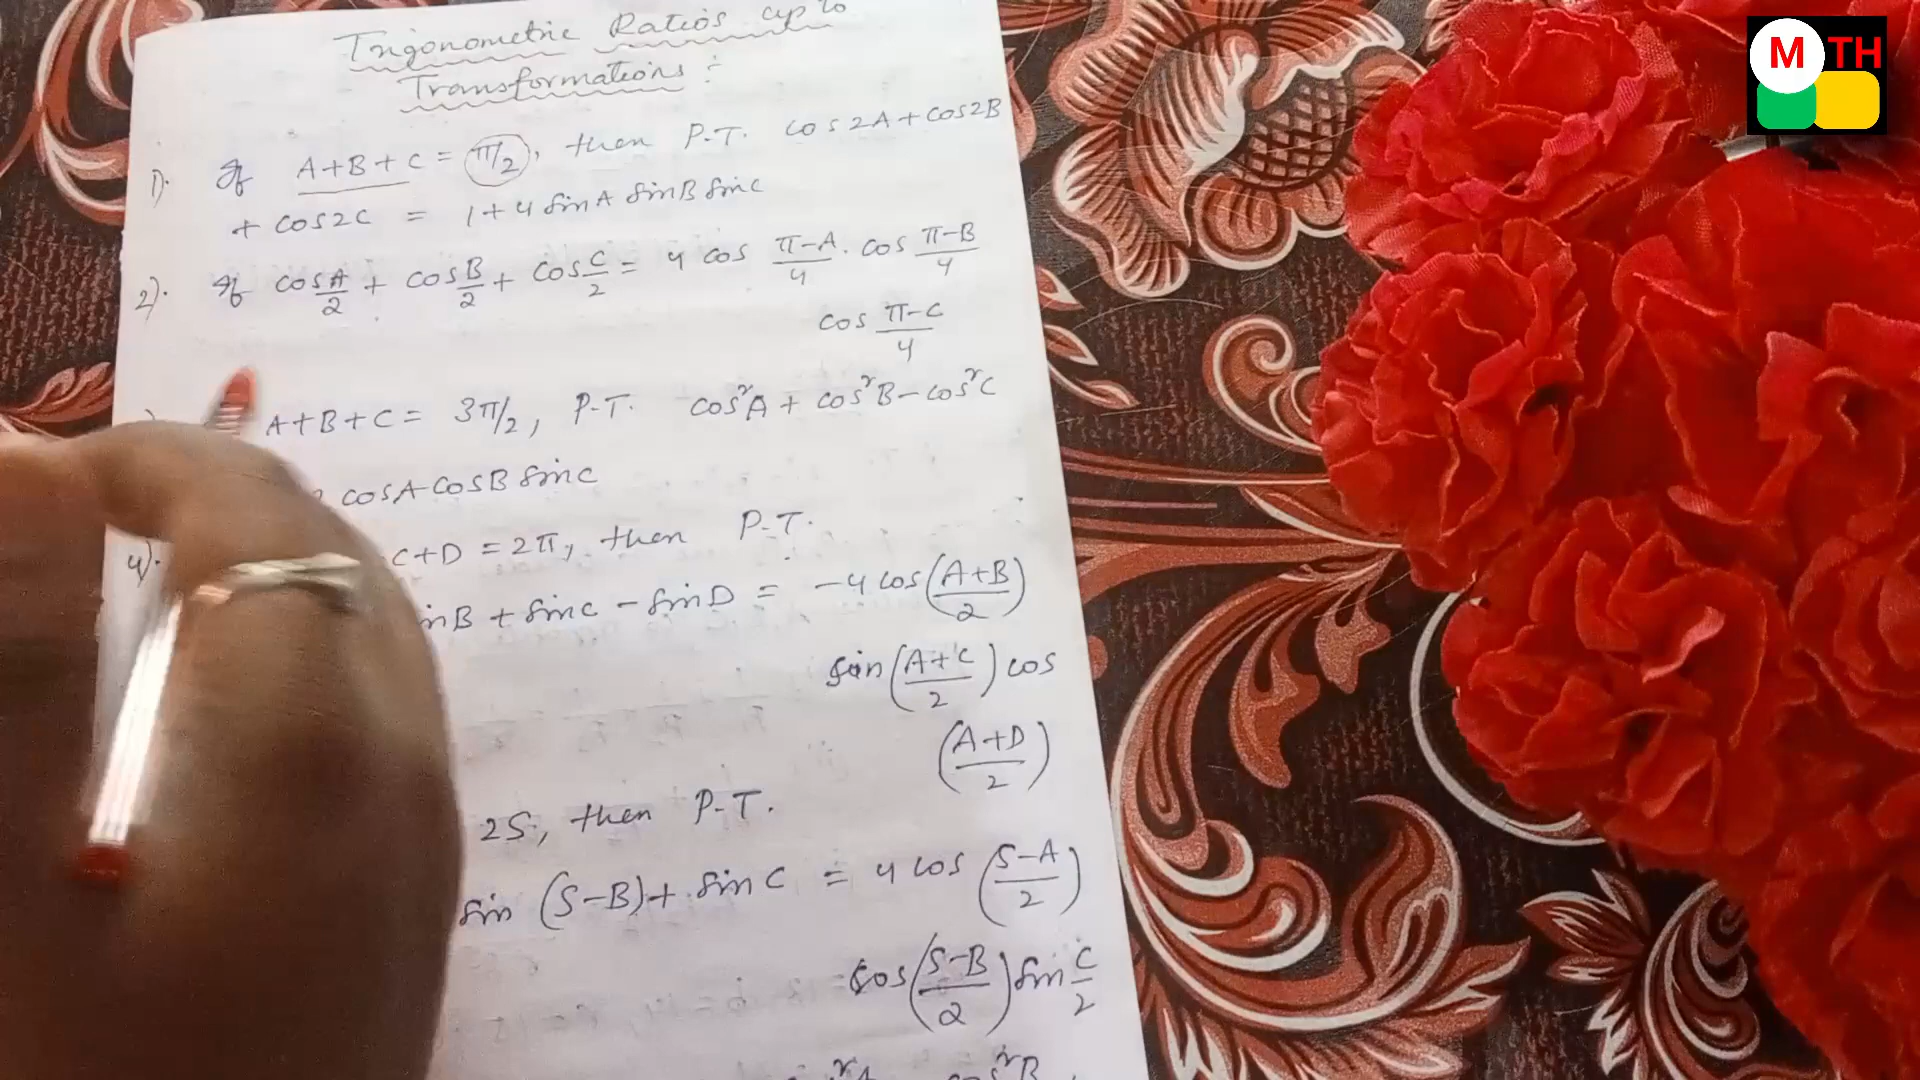 Trigonometric Ratios up to
Transformations :-
1). If A+B+C = π/2, then P.T. cos2A+cos2B
+ cos2C = 1+4 sinA sinB sinC
2). If cos A/2 + cos B/2 + cos C/2 = 4 cos π-A/4 . cos π-B/4
cos π-C/4
A+B+C = 3π/2, P.T. cos²A + cos²B - cos²C
cosA cosB sinC
4). C+D = 2π, then P.T.
inB + sinC - sinD = -4 cos(A+B/2)
sin(A+C/2) cos
(A+D/2)
2S, then P.T.
sin (S-B) + sinC = 4 cos (S-A/2)
cos(S-B/2) sin C/2
M TH